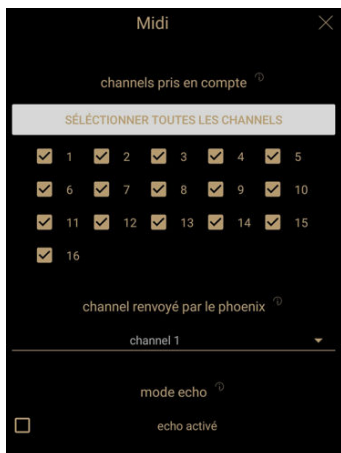 Midi
channels pris en compte
SÉLÉCTIONNER TOUTES LES CHANNELS
1 2 3 4 5
6 7 8 9 10
11 12 13 14 15
16
channel renvoyé par le phoenix
channel 1
mode echo
echo activé